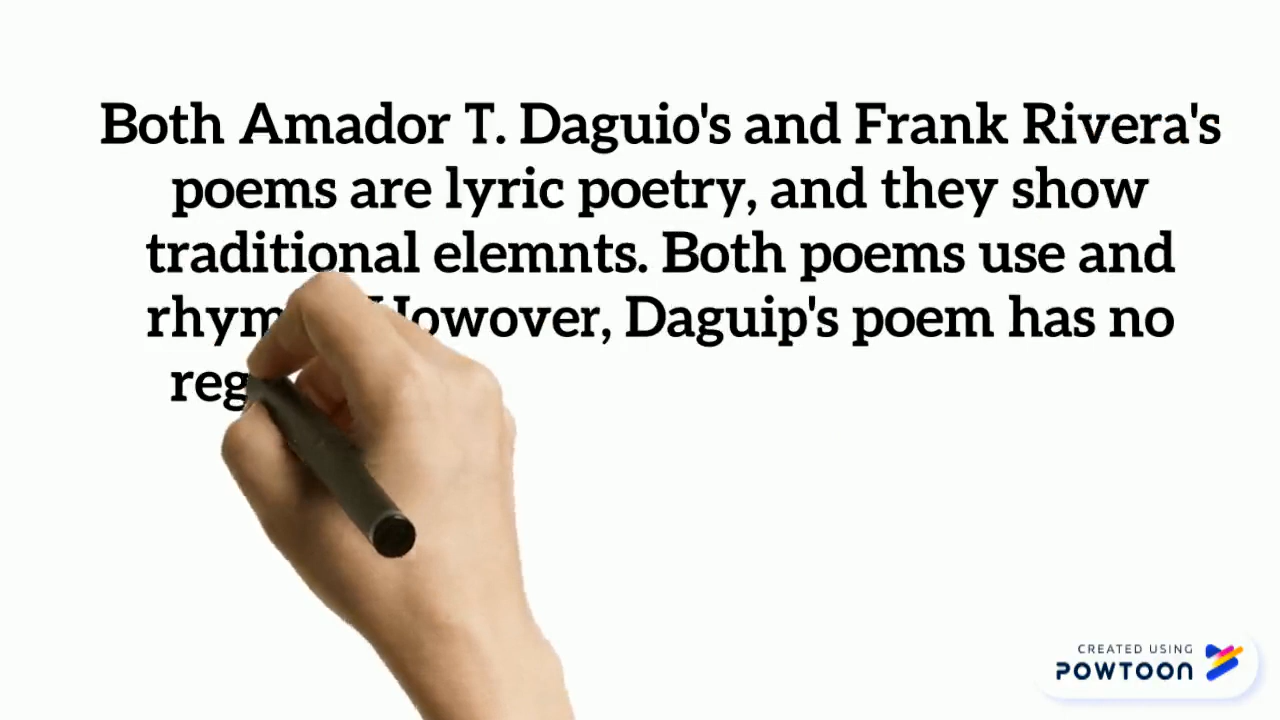 Both Amador T. Daguio's and Frank Rivera's
poems are lyric poetry, and they show
traditional elemnts. Both poems use and
Daguip's poem has no
CREATED USING
POWTOON